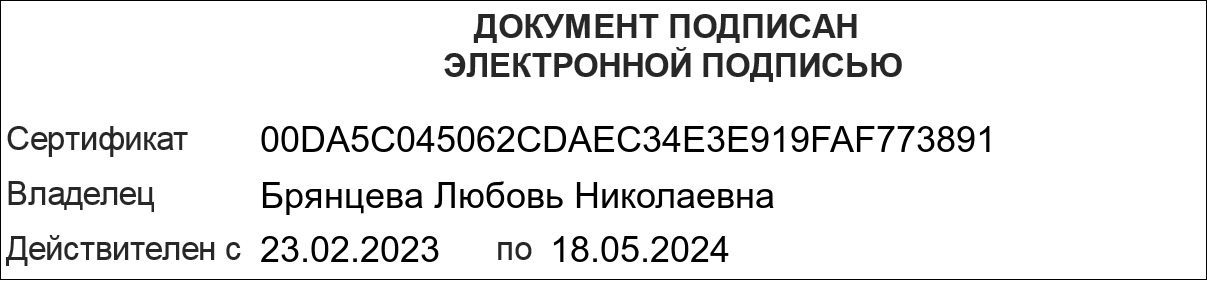 ДОКУМЕНТ ПОДПИСАН
ЭЛЕКТРОННОЙ ПОДПИСЬЮ
Сертификат 00DA5C045062CDAEC34E3E919FAF773891
Владелец Брянцева Любовь Николаевна
Действителен с 23.02.2023 по 18.05.2024